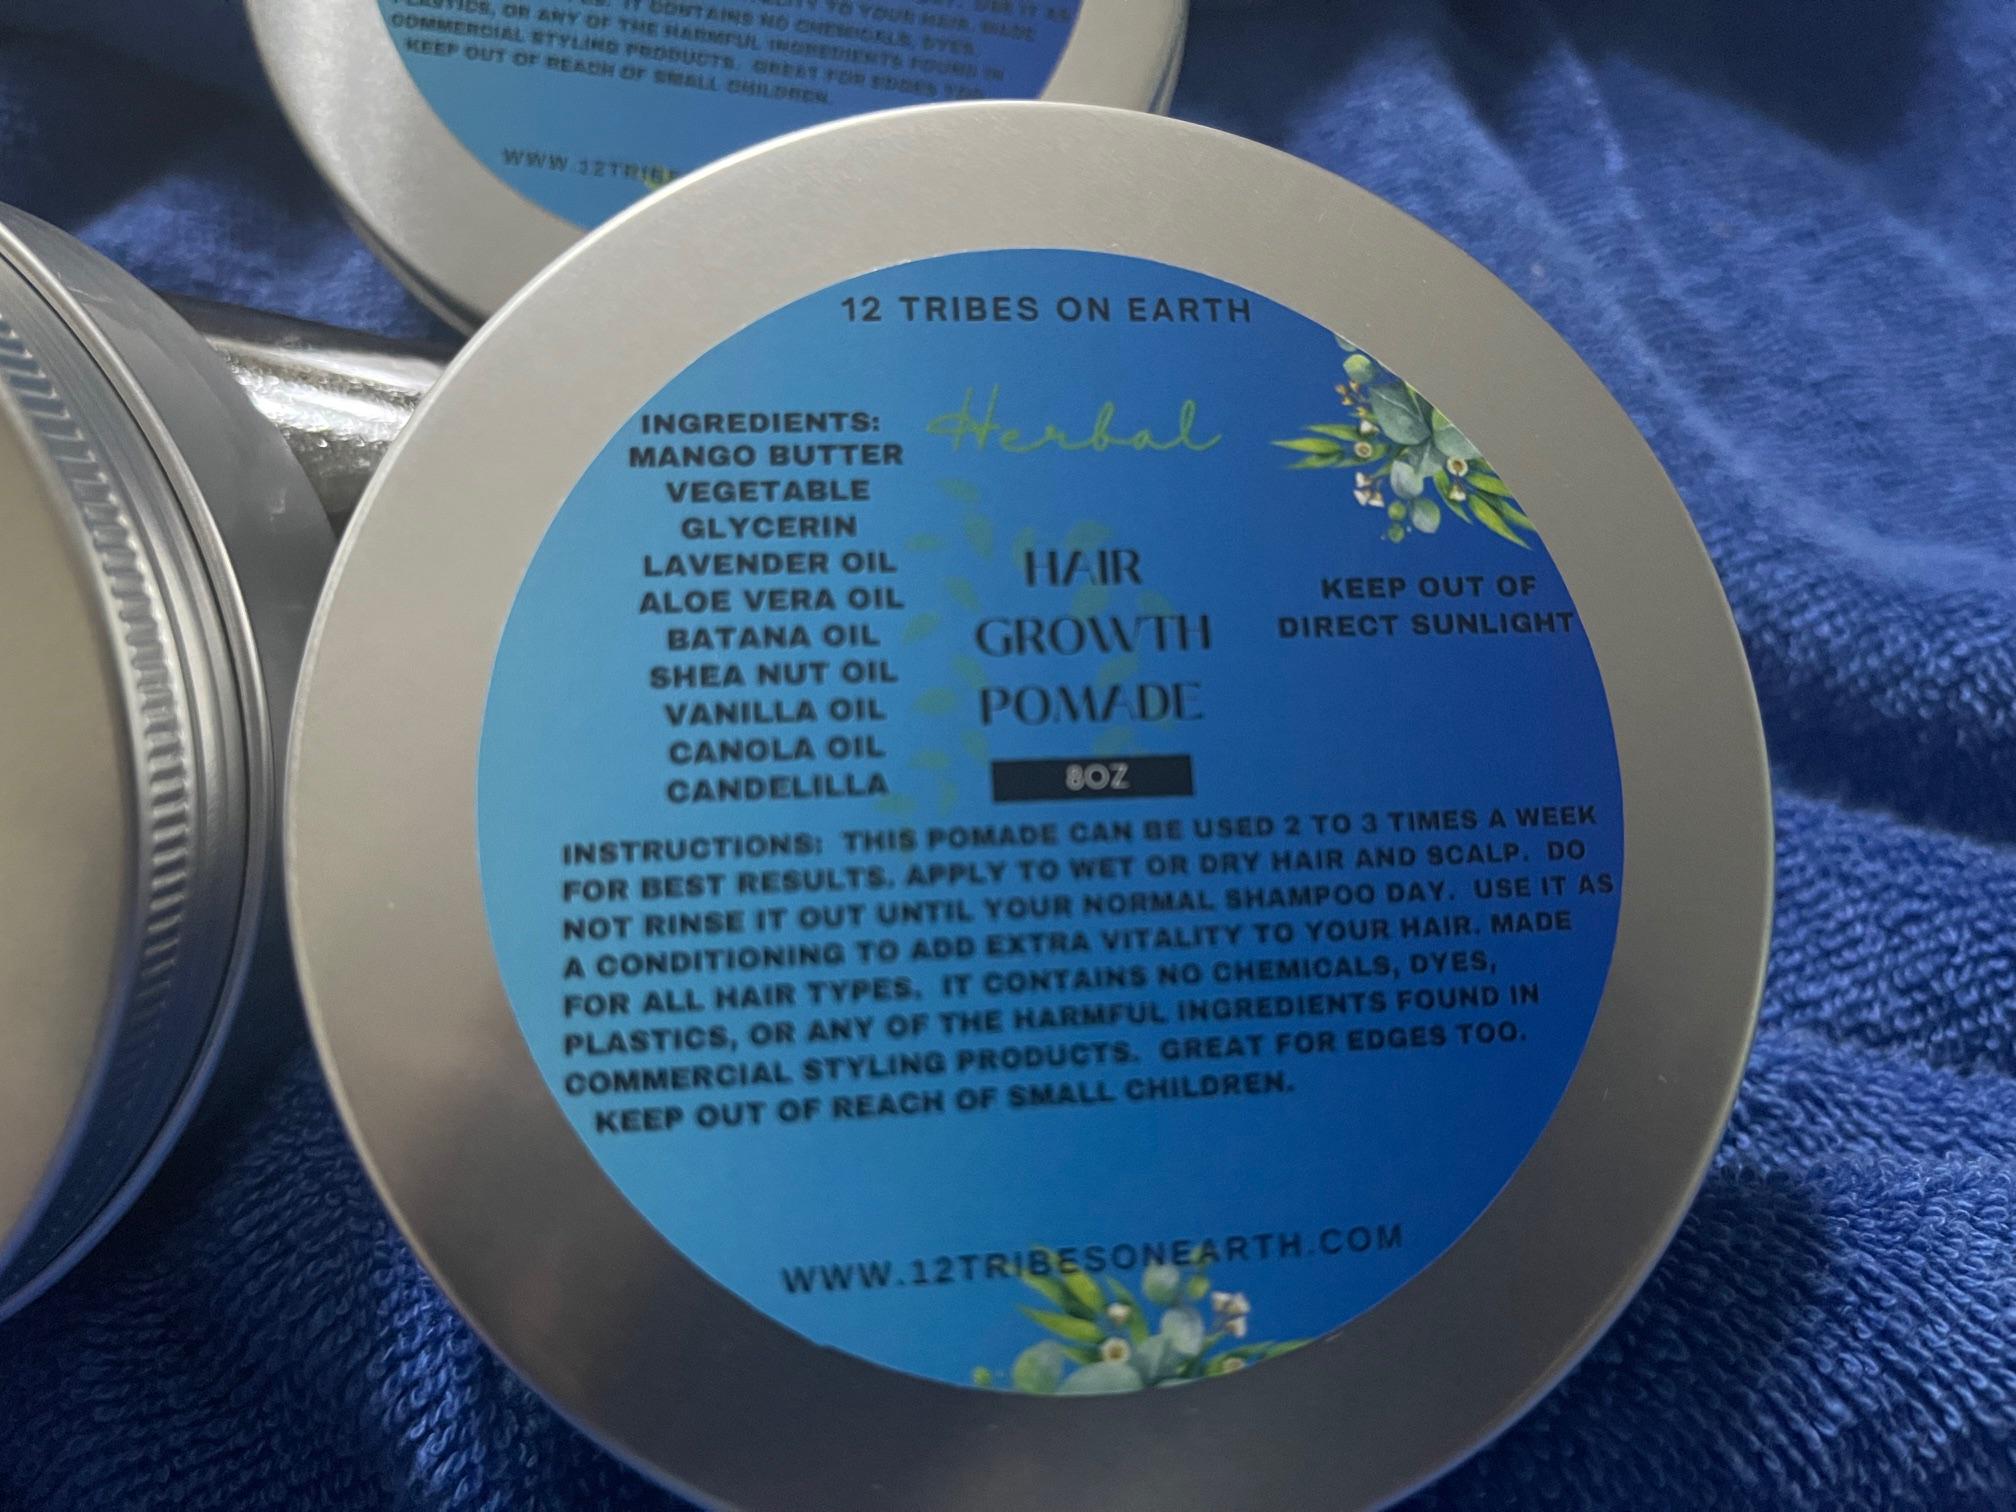 PLASTICS, OR ANY OF THE HARMFUL INGREDIENTS FOUND IN
COMMERCIAL STYLING PRODUCTS. GREAT FOR EDGES TOO.
KEEP OUT OF REACH OF SMALL CHILDREN.
WWW.12TRIBES
12 TRIBES ON EARTH
Herbal
INGREDIENTS:
MANGO BUTTER
VEGETABLE
GLYCERIN
LAVENDER OIL
ALOE VERA OIL
BATANA OIL
SHEA NUT OIL
VANILLA OIL
CANOLA OIL
CANDELILLA
HAIR
GROWTH
POMADE
8OZ
KEEP OUT OF
DIRECT SUNLIGHT
INSTRUCTIONS: THIS POMADE CAN BE USED 2 TO 3 TIMES A WEEK
FOR BEST RESULTS. APPLY TO WET OR DRY HAIR AND SCALP. DO
NOT RINSE IT OUT UNTIL YOUR NORMAL SHAMPOO DAY. USE IT AS
A CONDITIONING TO ADD EXTRA VITALITY TO YOUR HAIR. MADE
FOR ALL HAIR TYPES. IT CONTAINS NO CHEMICALS, DYES,
PLASTICS, OR ANY OF THE HARMFUL INGREDIENTS FOUND IN
COMMERCIAL STYLING PRODUCTS. GREAT FOR EDGES TOO.
KEEP OUT OF REACH OF SMALL CHILDREN.
WWW.12TRIBESONEARTH.COM